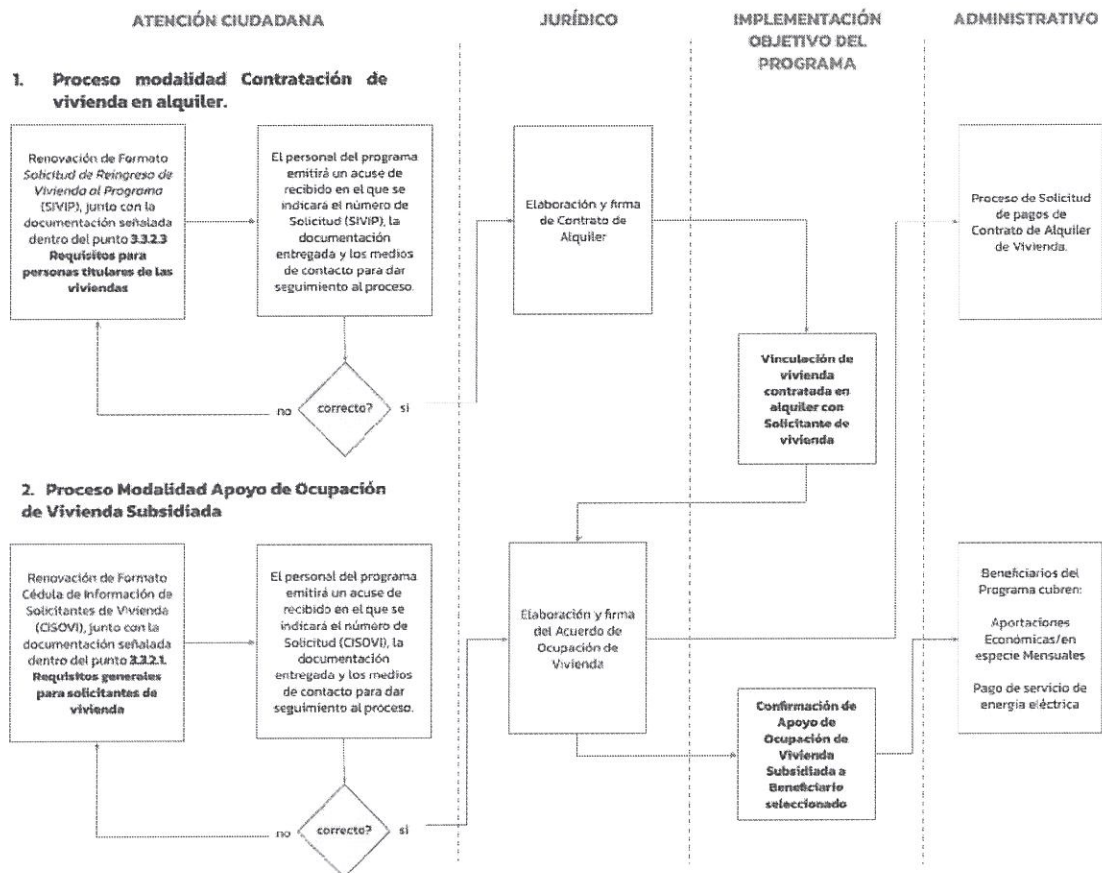 ATENCIÓN CIUDADANA
JURÍDICO
IMPLEMENTACIÓN
OBJETIVO DEL
PROGRAMA
ADMINISTRATIVO
1. Proceso modalidad Contratación de
vivienda en alquiler.
Renovación de Formato
Solicitud de Reingreso de
Vivienda al Programa
(SIVIP), junto con la
documentación señalada
dentro del punto 3.3.2.3
Requisitos para
personas titulares de las
viviendas
El personal del programa
emitirá un acuse de
recibido en el que se
indicará el número de
Solicitud (SIVIP), la
documentación
entregada y los medios
de contacto para dar
seguimiento al proceso.
no
correcto?
si
Elaboración y firma
de Contrato de
Alquiler
Vinculación de
vivienda
contratada en
alquiler con
Solicitante de
vivienda
Proceso de Solicitud
de pagos de
Contrato de Alquiler
de Vivienda.
2. Proceso Modalidad Apoyo de Ocupación
de Vivienda Subsidiada
Renovación de Formato
Cédula de Información de
Solicitantes de Vivienda
(CISOVI), junto con la
documentación señalada
dentro del punto 3.3.2.1.
Requisitos generales
para solicitantes de
vivienda
El personal del programa
emitirá un acuse de
recibido en el que se
indicará el número de
Solicitud (CISOVI), la
documentación
entregada y los medios
de contacto para dar
seguimiento al proceso.
no
correcto?
si
Elaboración y firma
del Acuerdo de
Ocupación de
Vivienda
Confirmación de
Apoyo de
Ocupación de
Vivienda
Subsidiada a
Beneficiario
seleccionado
Beneficiarios del
Programa cubren:
Aportaciones
Económicas/en
especie Mensuales
Pago de servicio de
energía eléctrica